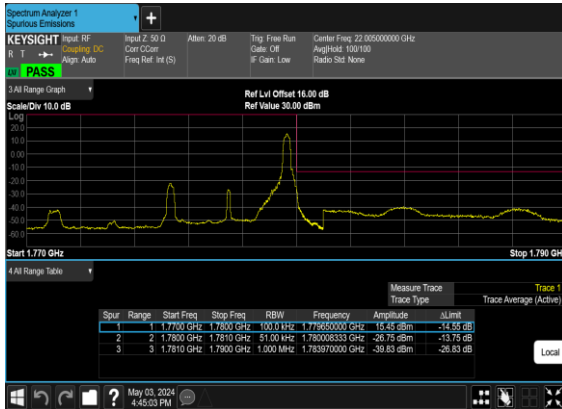 Spectrum Analyzer 1
Spurious Emissions
KEYSIGHT Input: RF Input Z: 50 Ω Atten: 20 dB Trig: Free Run Center Freq: 22.005000000 GHz
R T Coupling: DC Corr CCorr Gate: Off Avg|Hold: 100/100
Align: Auto Freq Ref: Int (S) IF Gain: Low Radio Std: None
PASS
3 All Range Graph
Ref Lvl Offset 16.00 dB
Scale/Div 10.0 dB Ref Value 30.00 dBm
Log
20.0
10.0
0.00
-10.0
-20.0
-30.0
-40.0
-50.0
-60.0
Start 1.770 GHz Stop 1.790 GH
4 All Range Table
Measure Trace Trace 1
Trace Type Trace Average (Active)
Spur Range Start Freq Stop Freq RBW Frequency Amplitude ΔLimit
1 1 1.7700 GHz 1.7800 GHz 100.0 kHz 1.779650000 GHz 15.45 dBm -14.55 dB
2 2 1.7800 GHz 1.7810 GHz 51.00 kHz 1.780008333 GHz -26.75 dBm -13.75 dB
3 3 1.7810 GHz 1.7900 GHz 1.000 MHz 1.783970000 GHz -39.83 dBm -26.83 dB
Local
May 03, 2024
4:45:03 PM